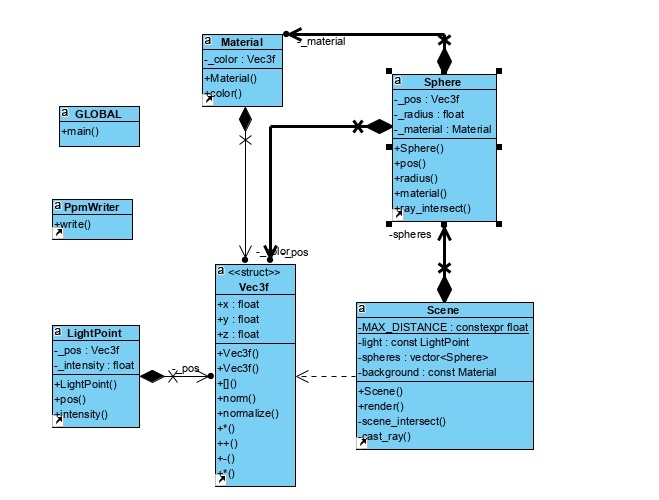 Material
-_color : Vec3f
+Material()
+color()
-_material
Sphere
-_pos : Vec3f
-_radius : float
-_material : Material
+Sphere()
+pos()
+radius()
+material()
+ray_intersect()
GLOBAL
+main()
PpmWriter
+write()
-_color
-_pos
-spheres
<<struct>>
Vec3f
+x : float
+y : float
+z : float
+Vec3f()
+Vec3f()
+[]()
+norm()
+normalize()
+*()
++()
+-()
+*()
LightPoint
-_pos : Vec3f
-_intensity : float
+LightPoint()
+pos()
+intensity()
-_pos
Scene
-MAX_DISTANCE : constexpr float
-light : const LightPoint
-spheres : vector<Sphere>
-background : const Material
+Scene()
+render()
-scene_intersect()
-cast_ray()